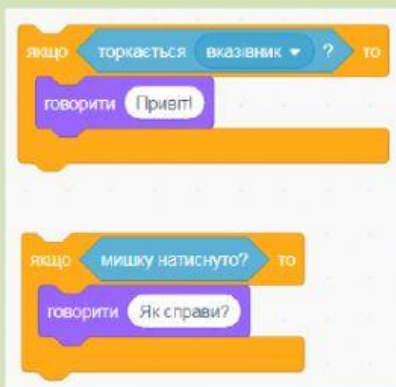 якщо торкається вказівник ? то
говорити Привіт!
якщо мишку натиснуто? то
говорити Як справи?